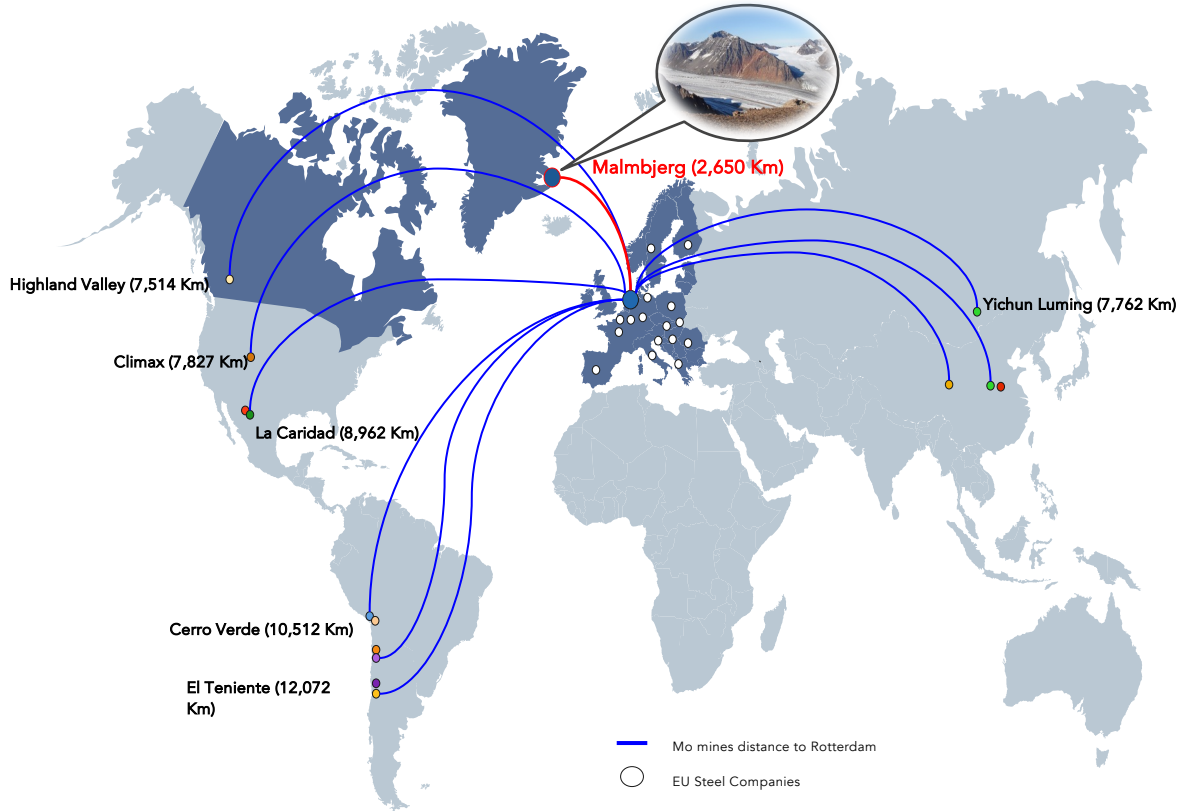 Malmbjerg (2,650 Km)
Highland Valley (7,514 Km)
Yichun Luming (7,762 Km)
Climax (7,827 Km)
La Caridad (8,962 Km)
Cerro Verde (10,512 Km)
El Teniente (12,072
Km)
Mo mines distance to Rotterdam
EU Steel Companies